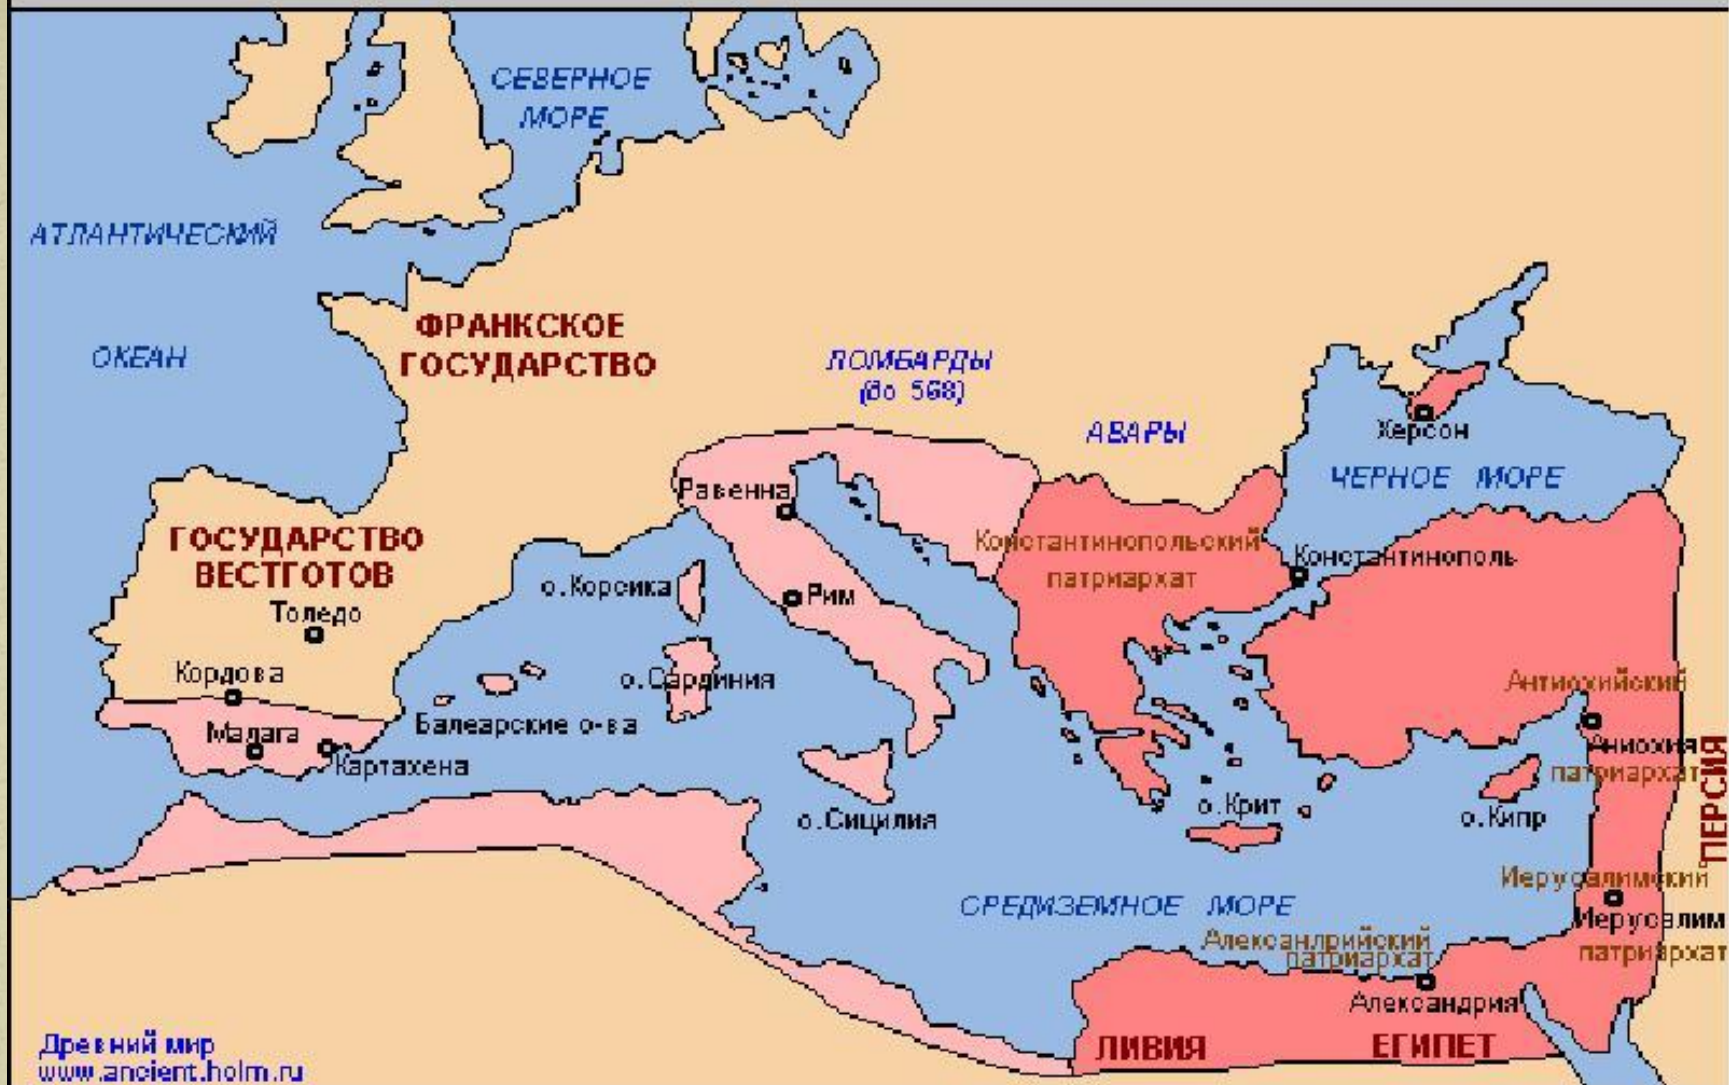 СЕВЕРНОЕ
МОРЕ
АТЛАНТИЧЕСКИЙ
ОКЕАН
ФРАНКСКОЕ
ГОСУДАРСТВО
ЛОМБАРДЫ
(до 568)
АВАРЫ
Херсон
ЧЕРНОЕ МОРЕ
Равенна
ГОСУДАРСТВО
ВЕСТГОТОВ
Толедо
Константинопольский
патриархат
Константинополь
о.Корсика
Рим
Кордова
о.Сардиния
Антиохийский
Малага
Балеарские о-ва
Аниохия
патриархат
ПЕРСИЯ
Картахена
о.Сицилия
о.Крит
о.Кипр
Иерусалимский
СРЕДИЗЕМНОЕ МОРЕ
Иерусалим
патриархат
Алексанлрийский
патриархат
Александрия
ЛИВИЯ
ЕГИПЕТ
Древний мир
www.ancient.holm.ru